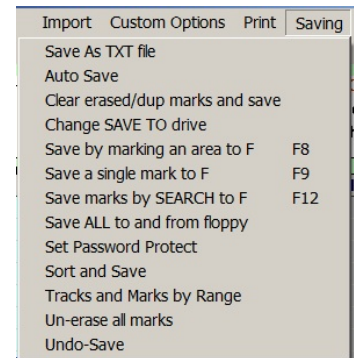 Import Custom Options Print Saving
Save As TXT file
Auto Save
Clear erased/dup marks and save
Change SAVE TO drive
Save by marking an area to F F8
Save a single mark to F F9
Save marks by SEARCH to F F12
Save ALL to and from floppy
Set Password Protect
Sort and Save
Tracks and Marks by Range
Un-erase all marks
Undo-Save